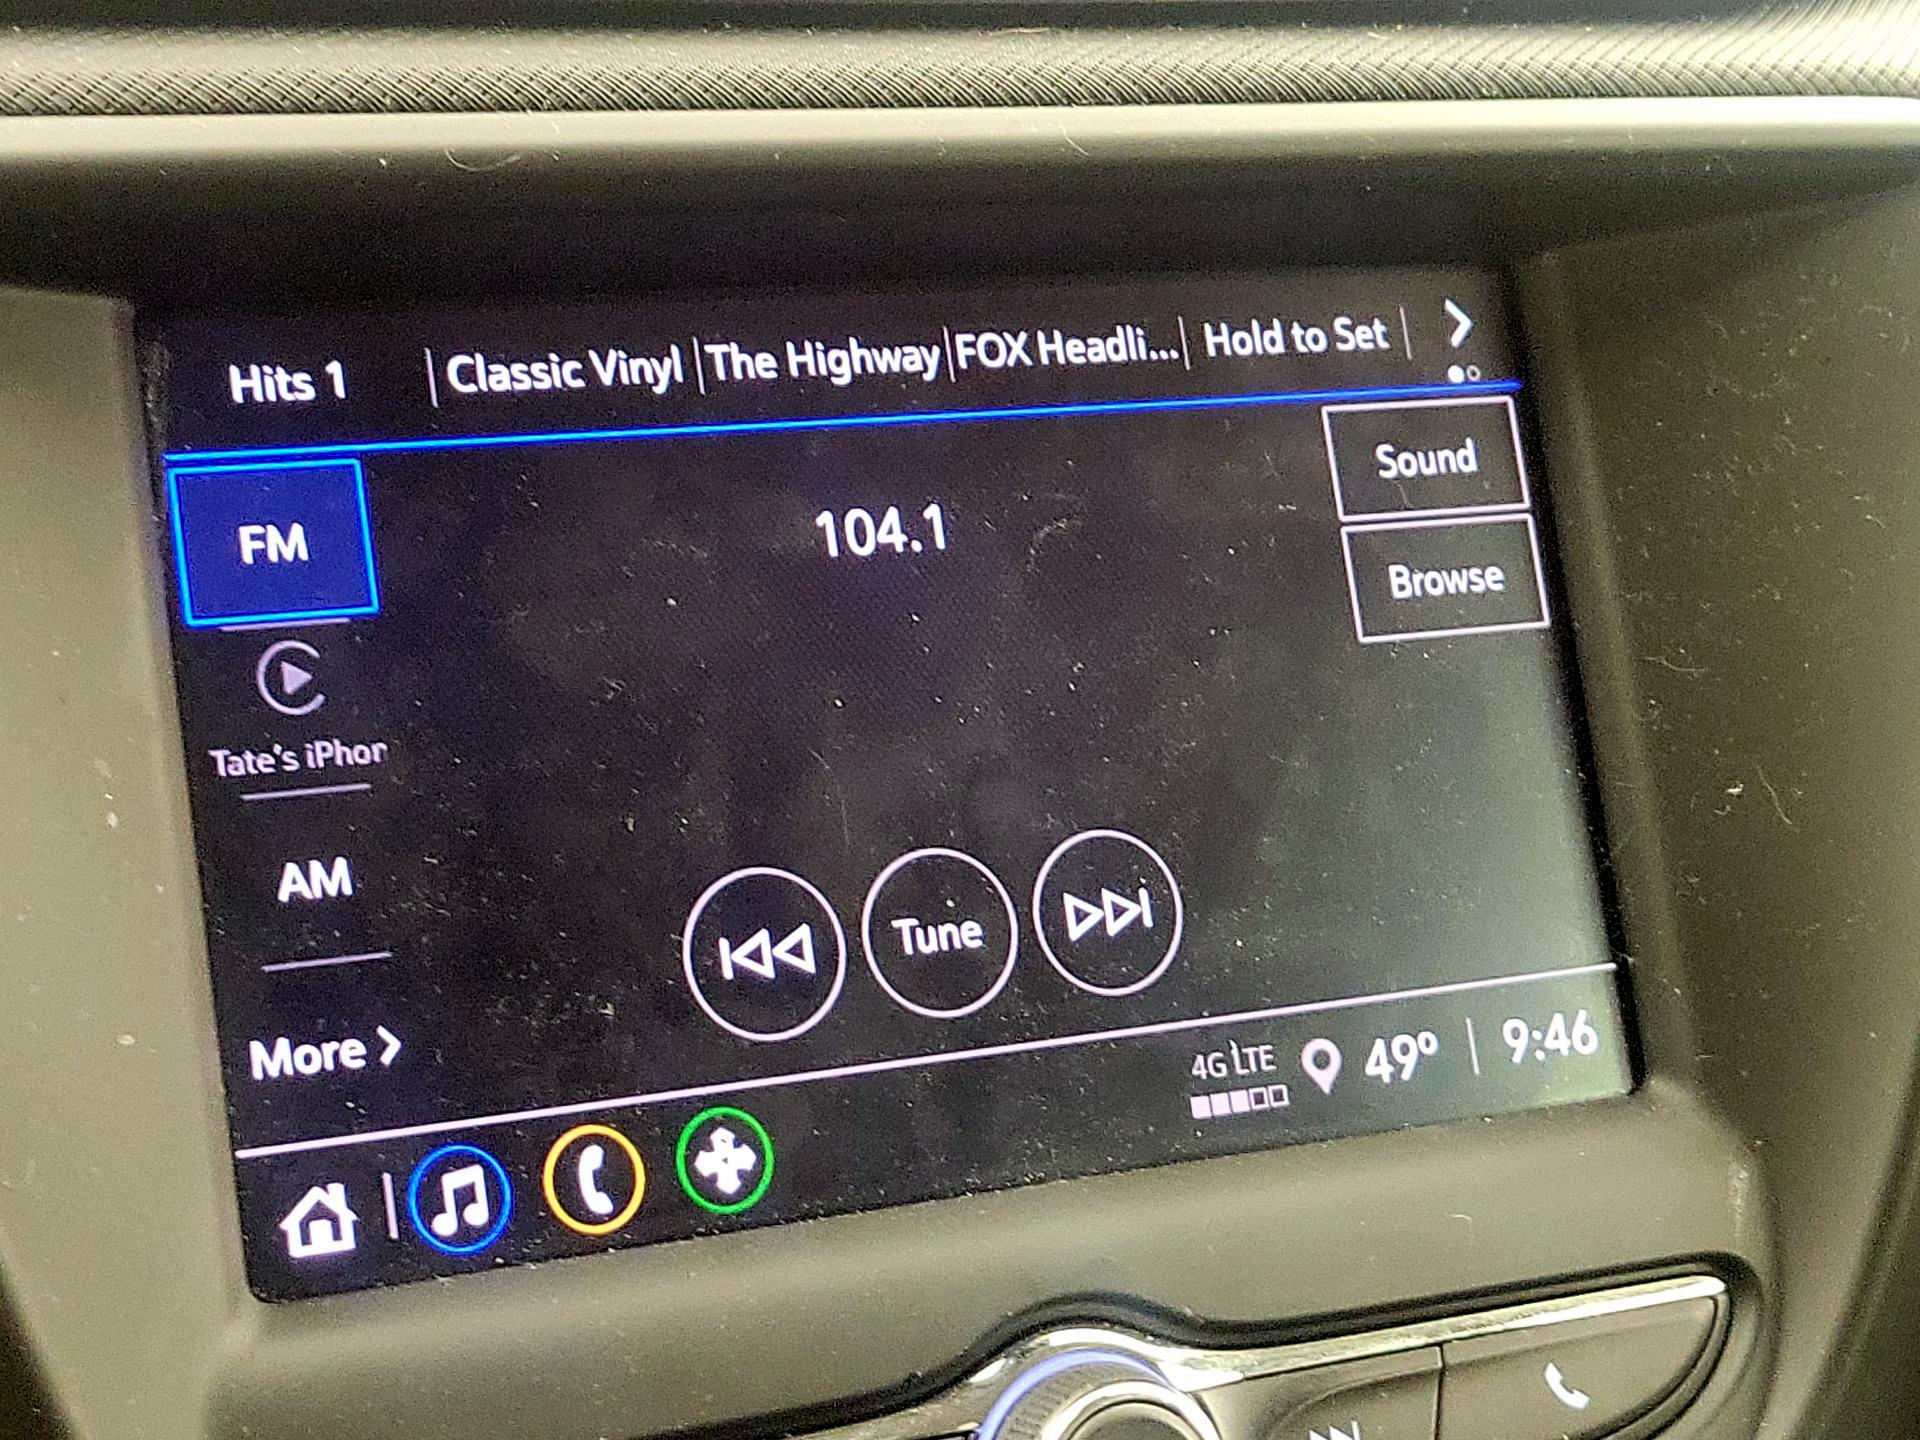 Hits 1 | Classic Vinyl | The Highway | FOX Headli... | Hold to Set |
FM
104.1
Sound
Browse
Tate's iPhon
AM
Tune
More
4G LTE 49° | 9:46